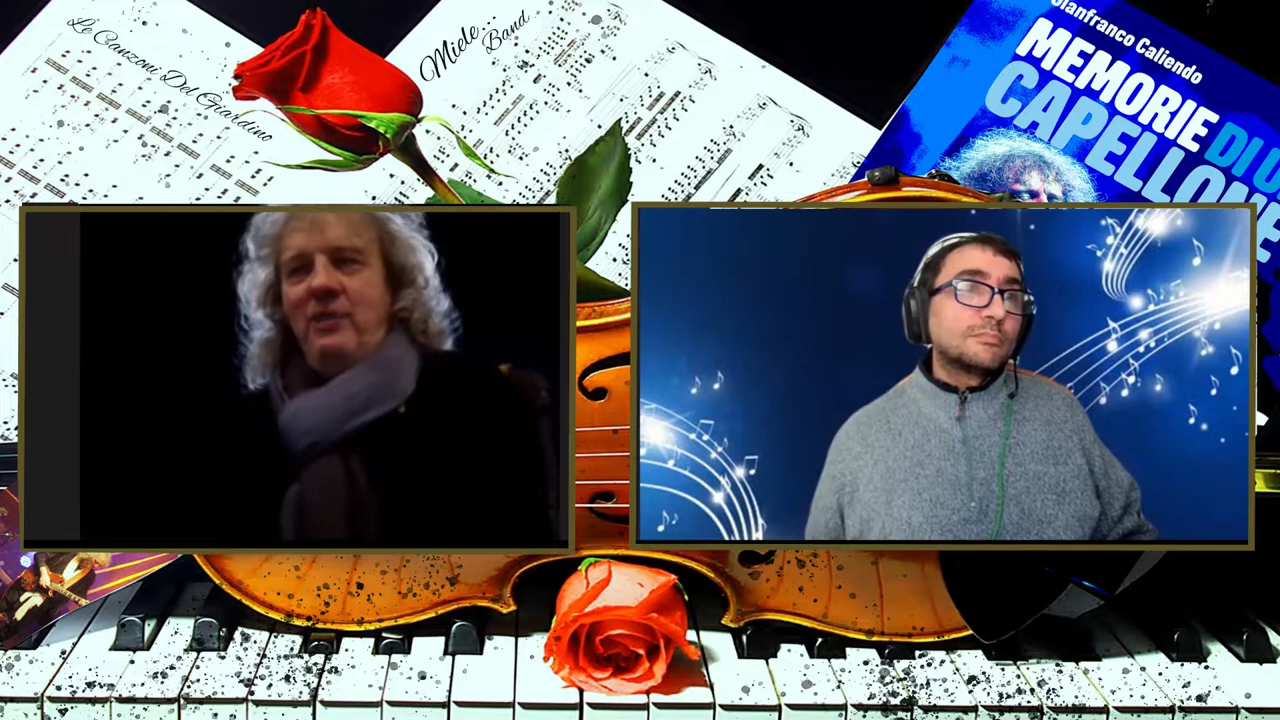 Le Canzoni Del Giardino
Miele...
Band
Gianfranco Caliendo
MEMORIE DI U
CAPELLONE